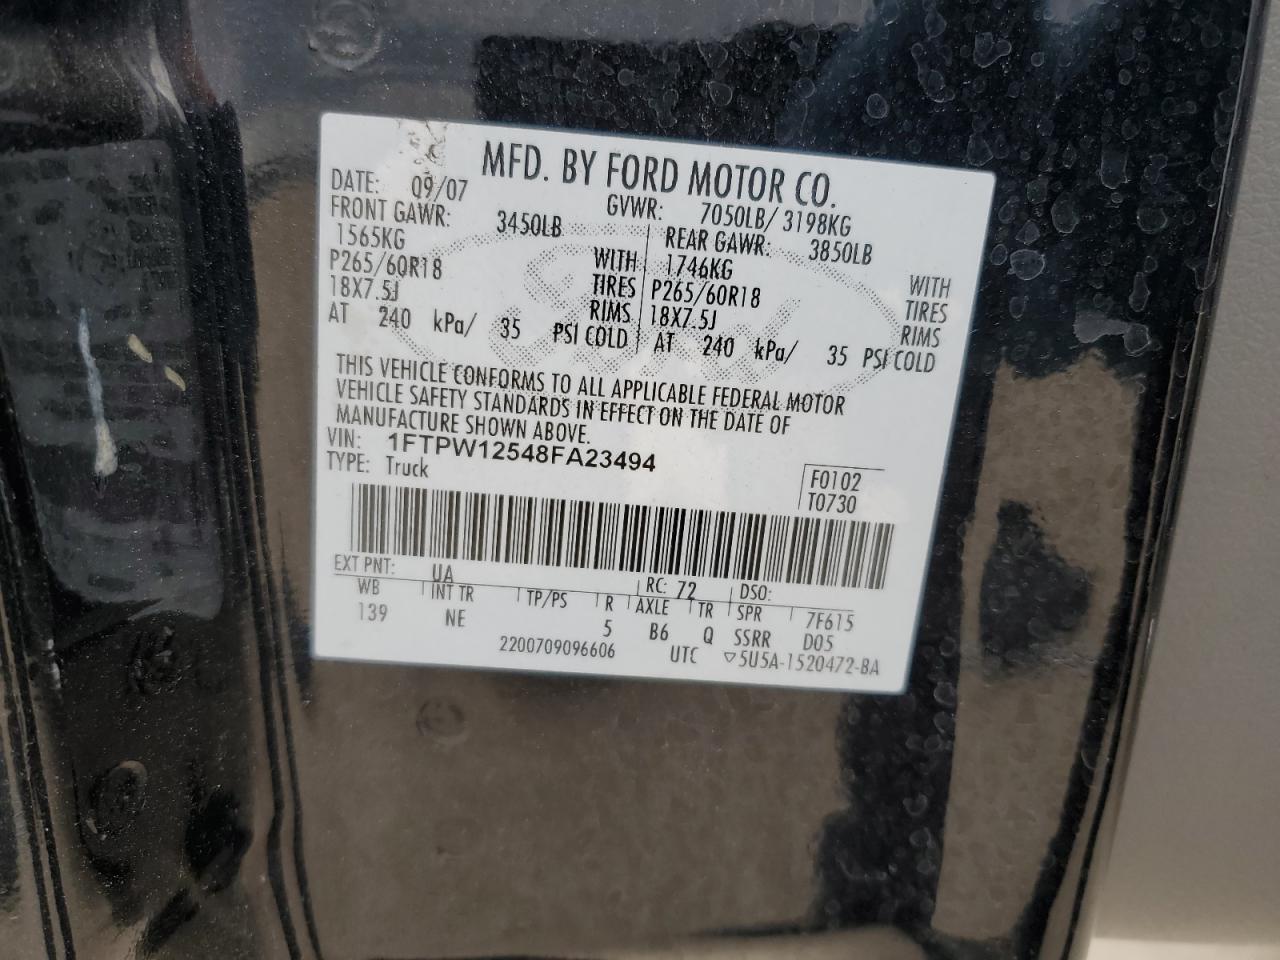 MFD. BY FORD MOTOR CO.
DATE: 09/07 GVWR: 7050LB/ 3198KG
FRONT GAWR: 3450LB REAR GAWR: 3850LB
1565KG WITH 1746KG WITH
P265/60R18 TIRES P265/60R18 TIRES
18X7.5J RIMS 18X7.5J RIMS
AT 240 kPa/ 35 PSI COLD AT 240 kPa/ 35 PSI COLD
THIS VEHICLE CONFORMS TO ALL APPLICABLE FEDERAL MOTOR
VEHICLE SAFETY STANDARDS IN EFFECT ON THE DATE OF
MANUFACTURE SHOWN ABOVE.
VIN: 1FTPW12548FA23494
TYPE: Truck
F0102
T0730
EXT PNT: UA RC: 72 DSO:
WB INT TR TP/PS R AXLE TR SPR 7F615
139 NE 5 B6 Q SSRR D05
2200709096606 UTC ▽5U5A-1520472-BA